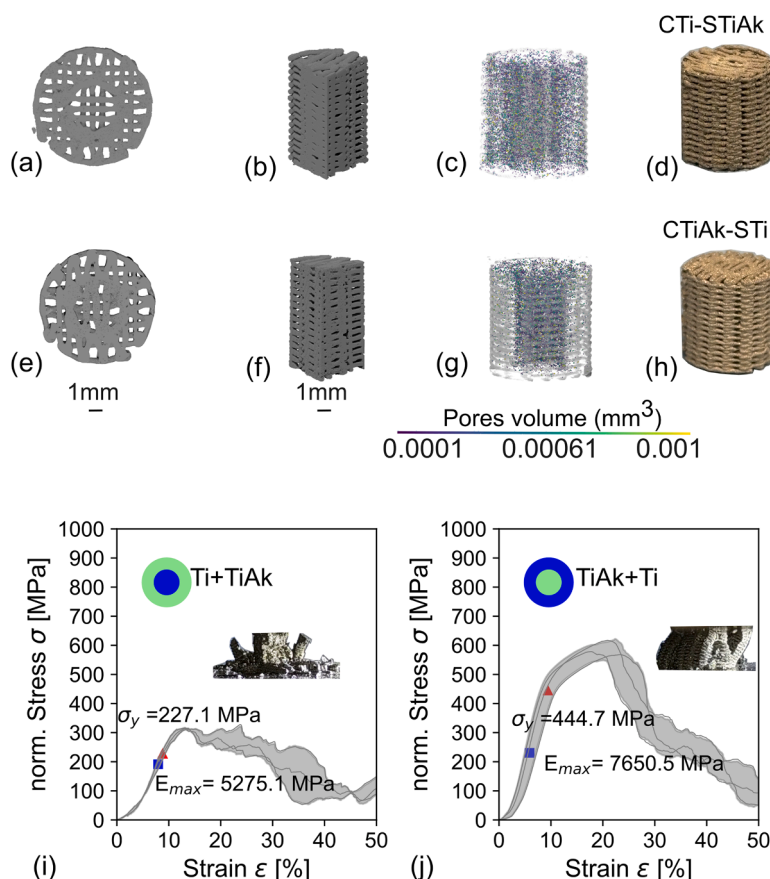 CTi-STiAk
(a)
(b)
(c)
(d)
CTiAk-STi
(e)
(f)
(g)
(h)
1mm
1mm
Pores volume (mm³)
0.0001 0.00061 0.001
1000
900
800
700
600
500
400
300
200
100
0
norm. Stress σ [MPa]
Ti+TiAk
σy =227.1 MPa
Emax= 5275.1 MPa
0 10 20 30 40 50
(i)
Strain ε [%]
1000
900
800
700
600
500
400
300
200
100
0
norm. Stress σ [MPa]
TiAk+Ti
σy =444.7 MPa
Emax= 7650.5 MPa
0 10 20 30 40 50
(j)
Strain ε [%]